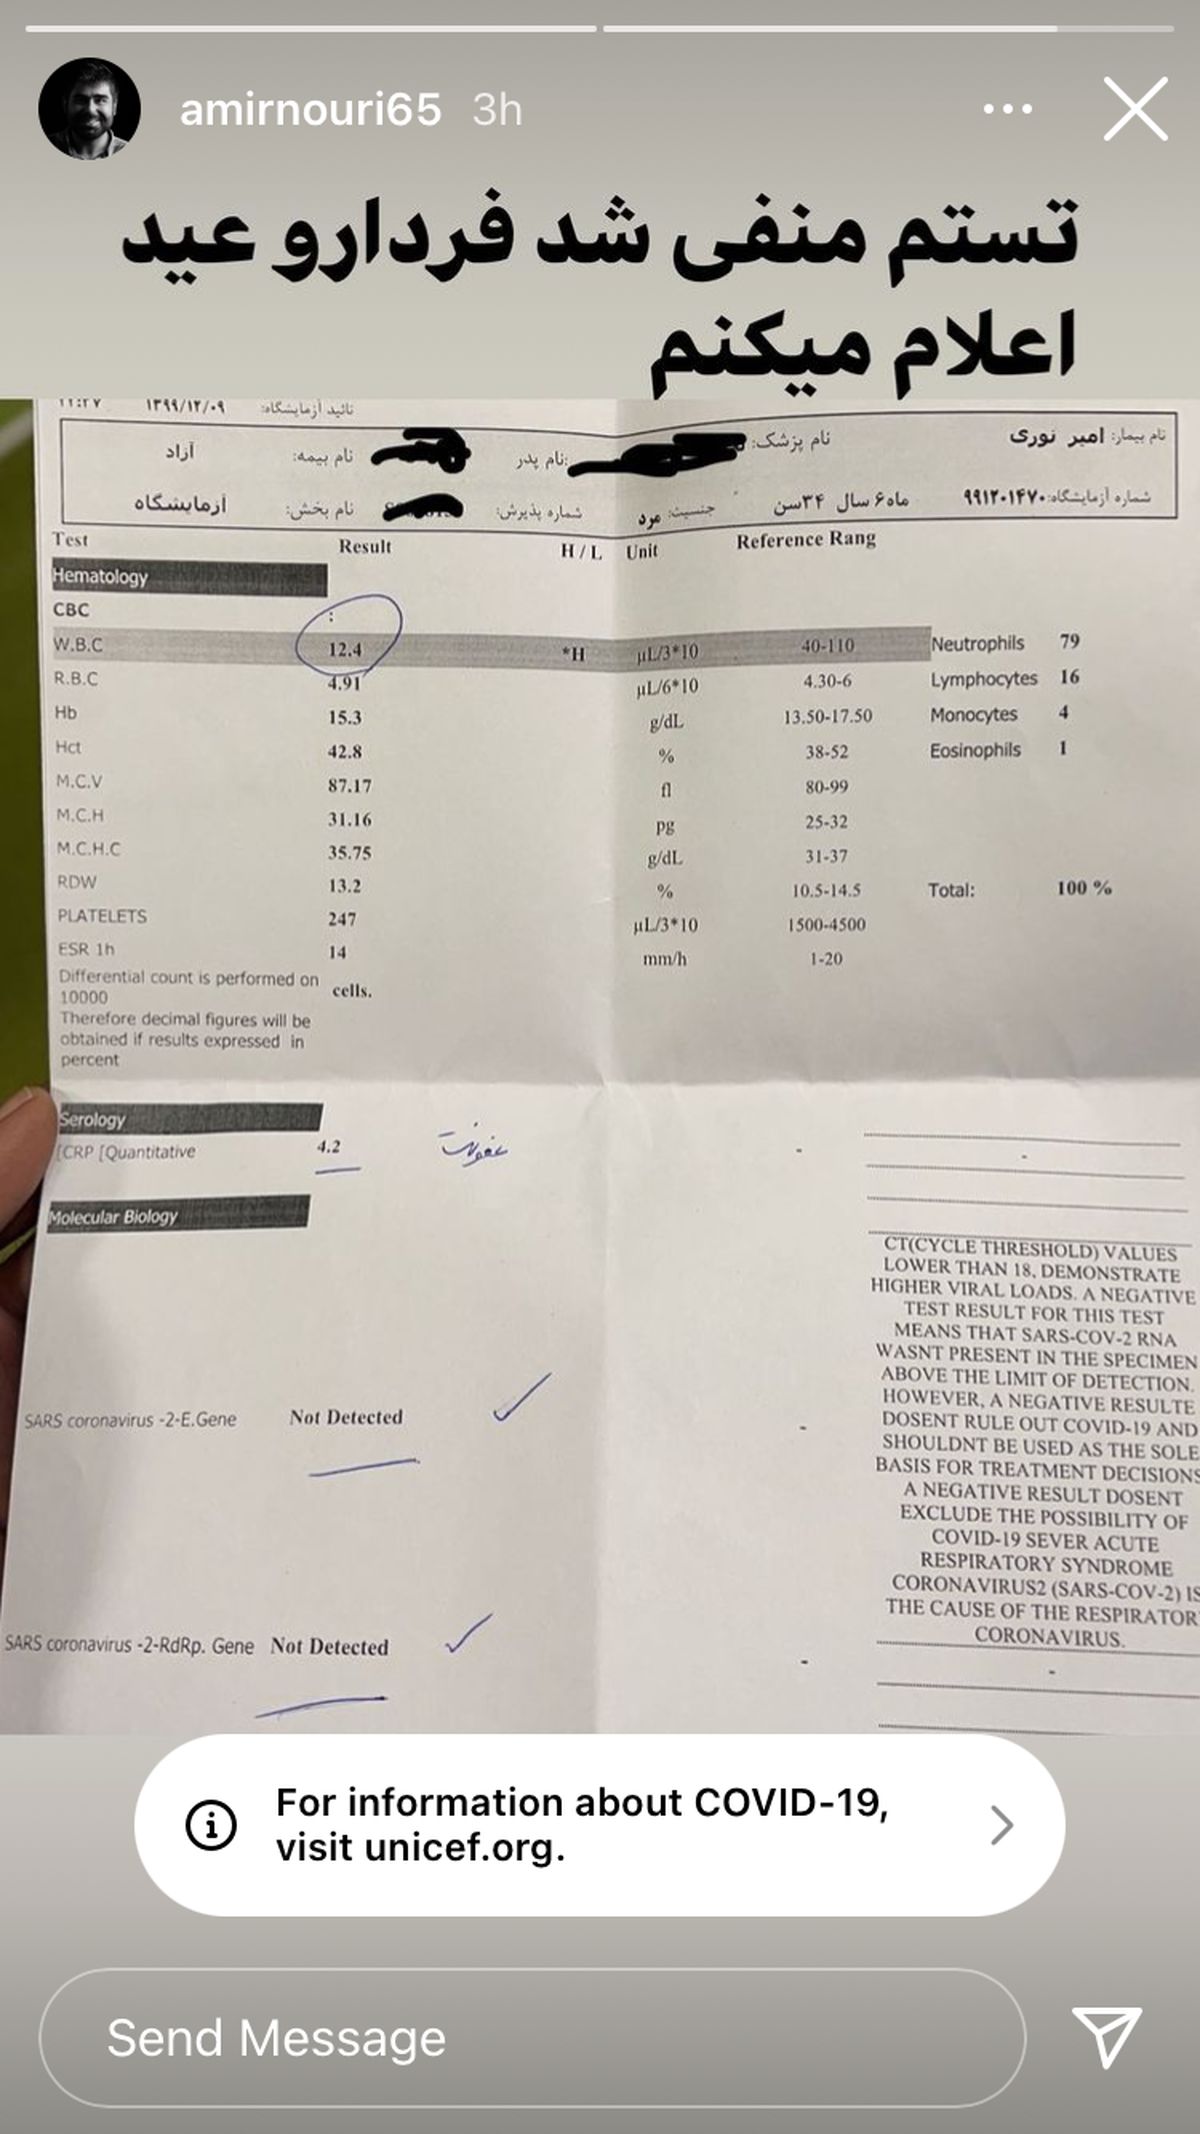 amirnouri65 3h
تستم منفی شد فردارو عید
اعلام میکنم
۱۱:۲۷ ۱۳۹۹/۱۲/۰۹ تائید آزمایشگاه:
نام بیمار: امیر نوری نام پزشک: نام پدر: نام بیمه: آزاد
شماره آزمایشگاه: ۹۹۱۲۰۱۴۷۰ ماه۶ سال ۳۴سن جنسیت: مرد شماره پذیرش: نام بخش: آزمایشگاه
Test Result H / L Unit Reference Rang
Hematology
CBC :
W.B.C 12.4 *H µL/3*10 40-110 Neutrophils 79
R.B.C 4.91 µL/6*10 4.30-6 Lymphocytes 16
Hb 15.3 g/dL 13.50-17.50 Monocytes 4
Hct 42.8 % 38-52 Eosinophils 1
M.C.V 87.17 fl 80-99
M.C.H 31.16 pg 25-32
M.C.H.C 35.75 g/dL 31-37
RDW 13.2 % 10.5-14.5 Total: 100 %
PLATELETS 247 µL/3*10 1500-4500
ESR 1h 14 mm/h 1-20
Differential count is performed on
10000 cells.
Therefore decimal figures will be
obtained if results expressed in
percent
Serology
[CRP [Quantitative 4.2 عفونت -
-
Molecular Biology
CT(CYCLE THRESHOLD) VALUES
LOWER THAN 18, DEMONSTRATE
HIGHER VIRAL LOADS. A NEGATIVE
TEST RESULT FOR THIS TEST
MEANS THAT SARS-COV-2 RNA
WASNT PRESENT IN THE SPECIMEN
ABOVE THE LIMIT OF DETECTION.
HOWEVER, A NEGATIVE RESULTE
SARS coronavirus -2-E.Gene Not Detected -
DOSENT RULE OUT COVID-19 AND
SHOULDNT BE USED AS THE SOLE
BASIS FOR TREATMENT DECISIONS
A NEGATIVE RESULT DOSENT
EXCLUDE THE POSSIBILITY OF
COVID-19 SEVER ACUTE
RESPIRATORY SYNDROME
CORONAVIRUS2 (SARS-COV-2) IS
THE CAUSE OF THE RESPIRATOR
CORONAVIRUS.
SARS coronavirus -2-RdRp. Gene Not Detected -
-
For information about COVID-19,
visit unicef.org.
Send Message